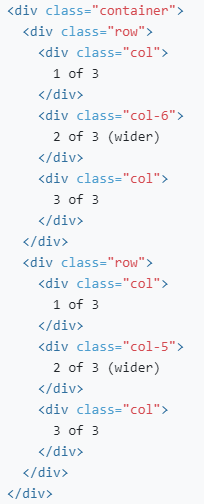 <div class="container">
  <div class="row">
    <div class="col">
      1 of 3
    </div>
    <div class="col-6">
      2 of 3 (wider)
    </div>
    <div class="col">
      3 of 3
    </div>
  </div>
  <div class="row">
    <div class="col">
      1 of 3
    </div>
    <div class="col-5">
      2 of 3 (wider)
    </div>
    <div class="col">
      3 of 3
    </div>
  </div>
</div>